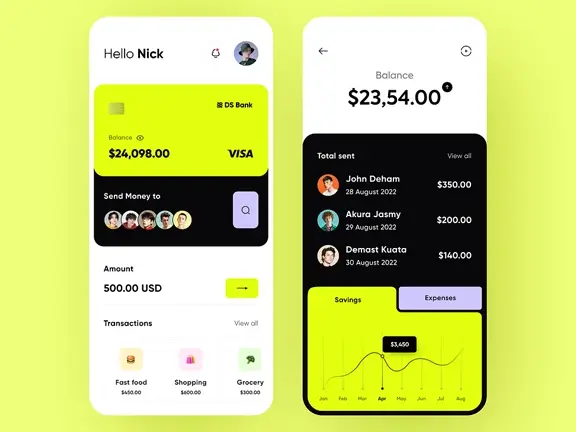 Hello Nick
DS Bank
Balance
$24,098.00
VISA
Send Money to
Amount
500.00 USD
Transactions
View all
Fast food
$450.00
Shopping
$600.00
Grocery
$300.00
Balance
$23,54.00
Total sent
View all
John Deham
28 August 2022
$350.00
Akura Jasmy
29 August 2022
$200.00
Demast Kuata
30 August 2022
$140.00
Savings
Expenses
$3,450
Jan Feb Mar Apr May Jun Jul Aug